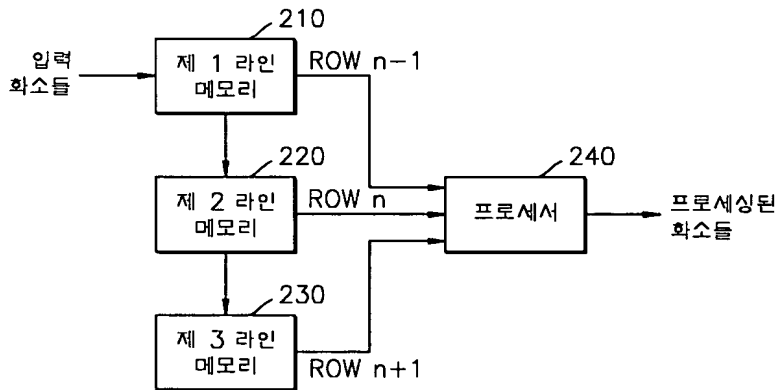 210
입력
화소들
제 1 라인
메모리
ROW n-1
220
제 2 라인
메모리
ROW n
240
프로세서
프로세싱된
화소들
230
제 3 라인
메모리
ROW n+1